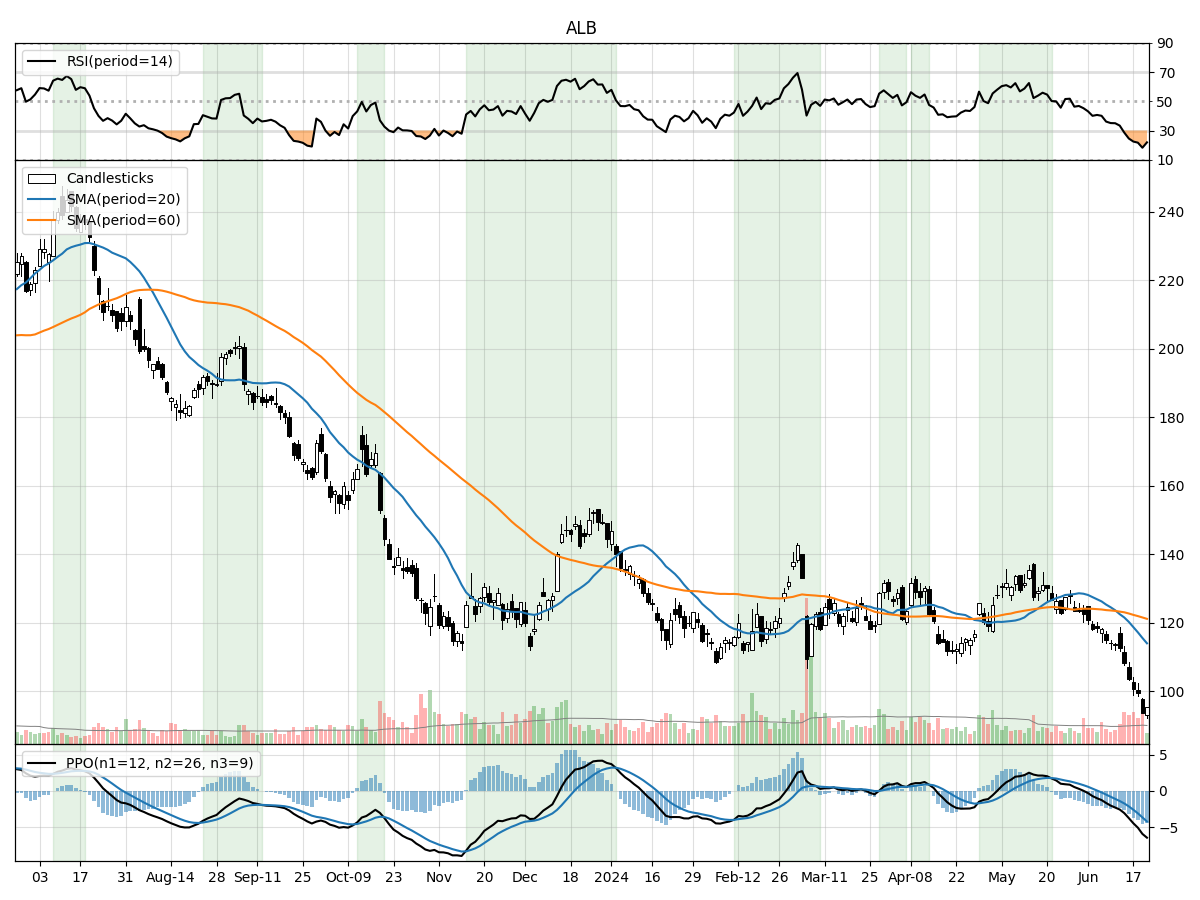 ALB
RSI(period=14)
90
70
50
30
10
Candlesticks
SMA(period=20)
SMA(period=60)
240
220
200
180
160
140
120
100
PPO(n1=12, n2=26, n3=9)
5
0
−5
03 17 31 Aug-14 28 Sep-11 25 Oct-09 23 Nov 20 Dec 18 2024 16 29 Feb-12 26 Mar-11 25 Apr-08 22 May 20 Jun 17